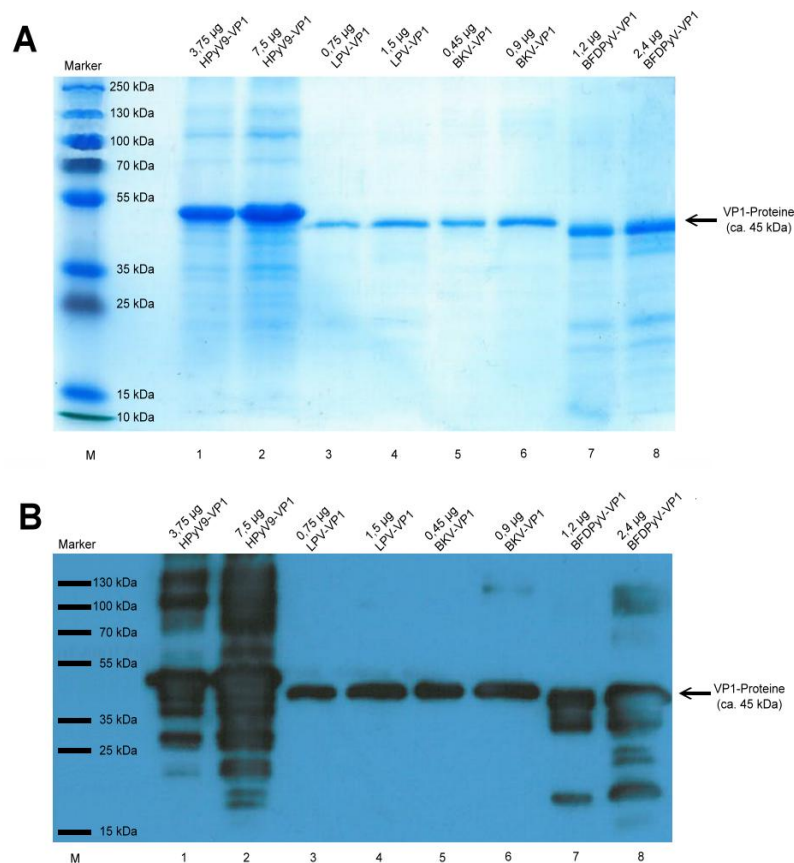 A
Marker
3,75 µg
HPyV9-VP1
7,5 µg
HPyV9-VP1
0,75 µg
LPV-VP1
1,5 µg
LPV-VP1
0,45 µg
BKV-VP1
0,9 µg
BKV-VP1
1,2 µg
BFDPyV-VP1
2,4 µg
BFDPyV-VP1
250 kDa
130 kDa
100 kDa
70 kDa
55 kDa
35 kDa
25 kDa
15 kDa
10 kDa
VP1-Proteine
(ca. 45 kDa)
M 1 2 3 4 5 6 7 8
B
Marker
3,75 µg
HPyV9-VP1
7,5 µg
HPyV9-VP1
0,75 µg
LPV-VP1
1,5 µg
LPV-VP1
0,45 µg
BKV-VP1
0,9 µg
BKV-VP1
1,2 µg
BFDPyV-VP1
2,4 µg
BFDPyV-VP1
130 kDa
100 kDa
70 kDa
55 kDa
35 kDa
25 kDa
15 kDa
VP1-Proteine
(ca. 45 kDa)
M 1 2 3 4 5 6 7 8